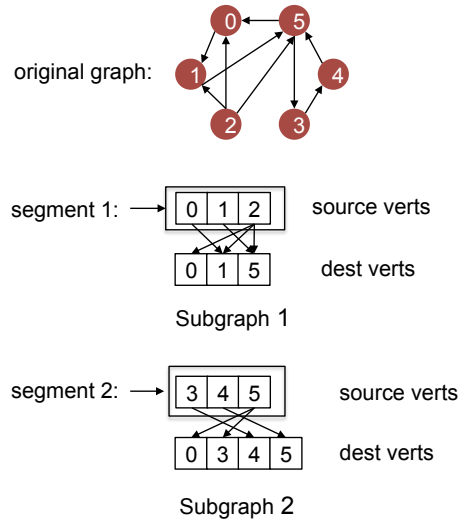 0 5
original graph: 1 4
2 3
segment 1: 0 1 2 source verts
0 1 5 dest verts
Subgraph 1
segment 2: 3 4 5 source verts
0 3 4 5 dest verts
Subgraph 2